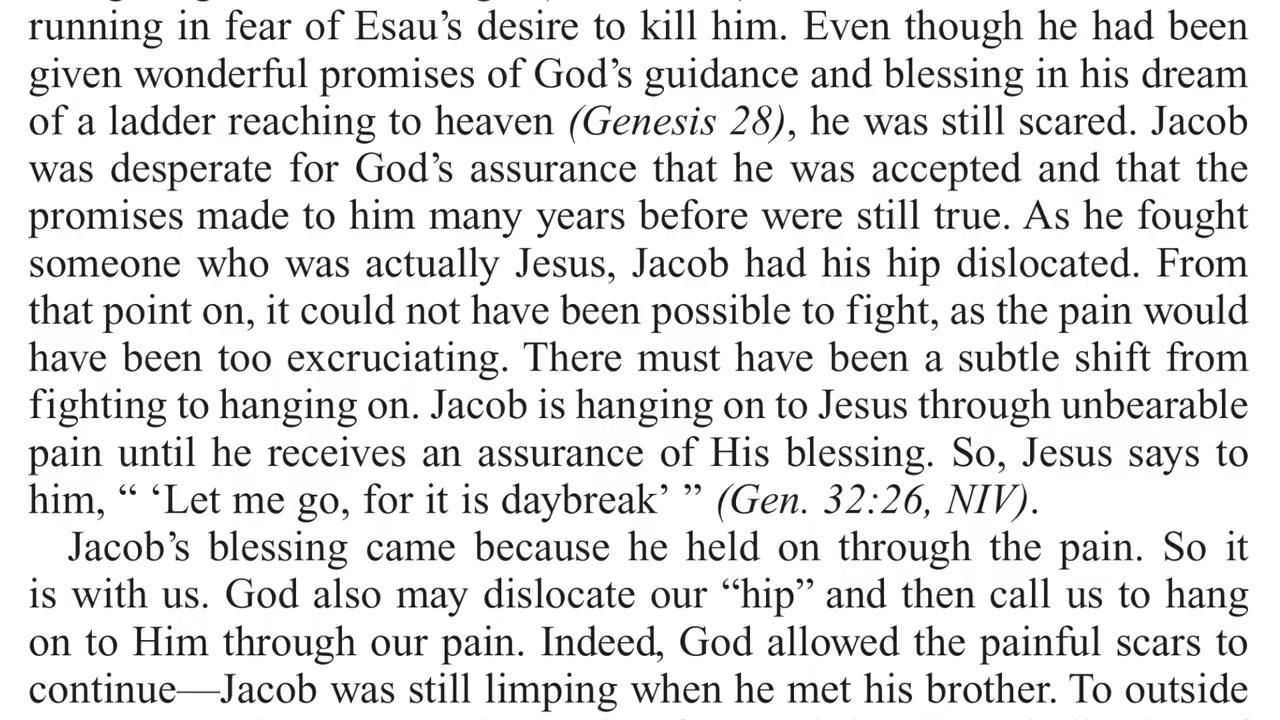 running in fear of Esau’s desire to kill him. Even though he had been
given wonderful promises of God’s guidance and blessing in his dream
of a ladder reaching to heaven (Genesis 28), he was still scared. Jacob
was desperate for God’s assurance that he was accepted and that the
promises made to him many years before were still true. As he fought
someone who was actually Jesus, Jacob had his hip dislocated. From
that point on, it could not have been possible to fight, as the pain would
have been too excruciating. There must have been a subtle shift from
fighting to hanging on. Jacob is hanging on to Jesus through unbearable
pain until he receives an assurance of His blessing. So, Jesus says to
him, “ ‘Let me go, for it is daybreak’ ” (Gen. 32:26, NIV).
Jacob’s blessing came because he held on through the pain. So it
is with us. God also may dislocate our “hip” and then call us to hang
on to Him through our pain. Indeed, God allowed the painful scars to
continue—Jacob was still limping when he met his brother. To outside